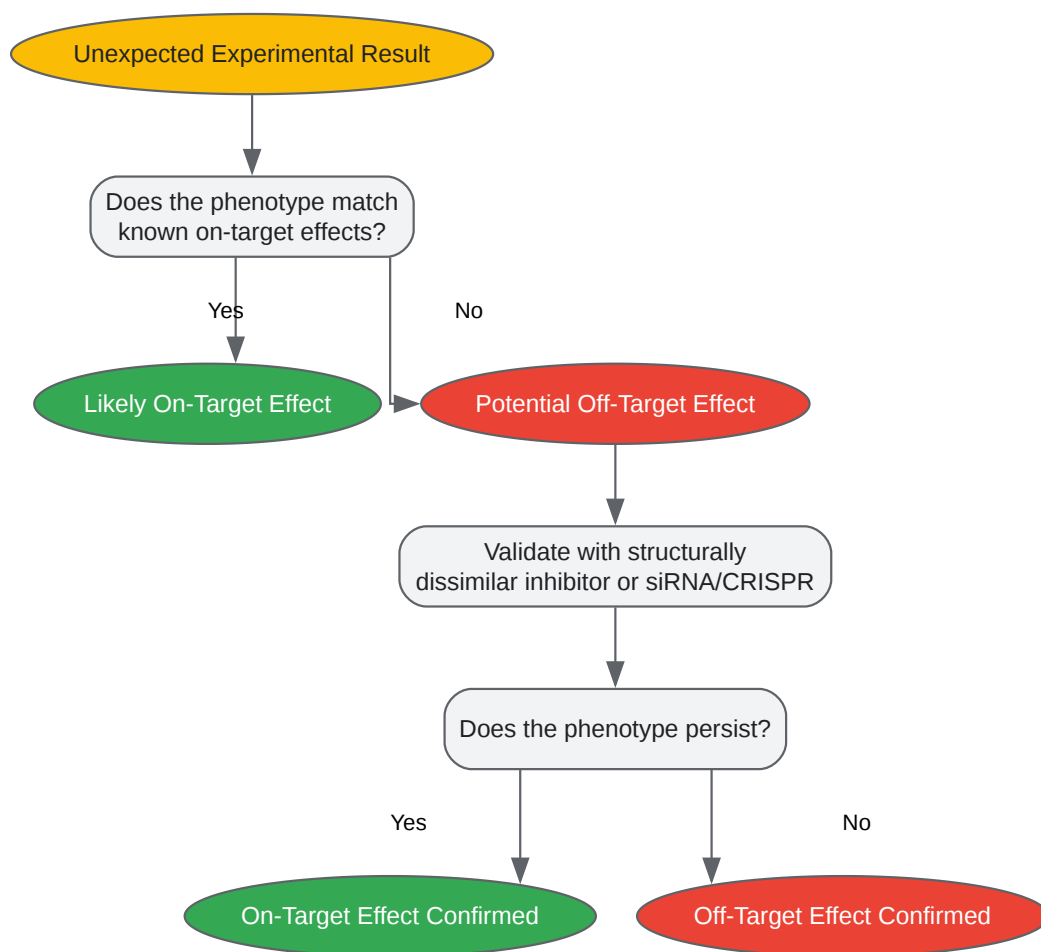 Unexpected Experimental Result
Does the phenotype match
known on-target effects?
Yes
No
Likely On-Target Effect
Potential Off-Target Effect
Validate with structurally
dissimilar inhibitor or siRNA/CRISPR
Does the phenotype persist?
Yes
No
On-Target Effect Confirmed
Off-Target Effect Confirmed